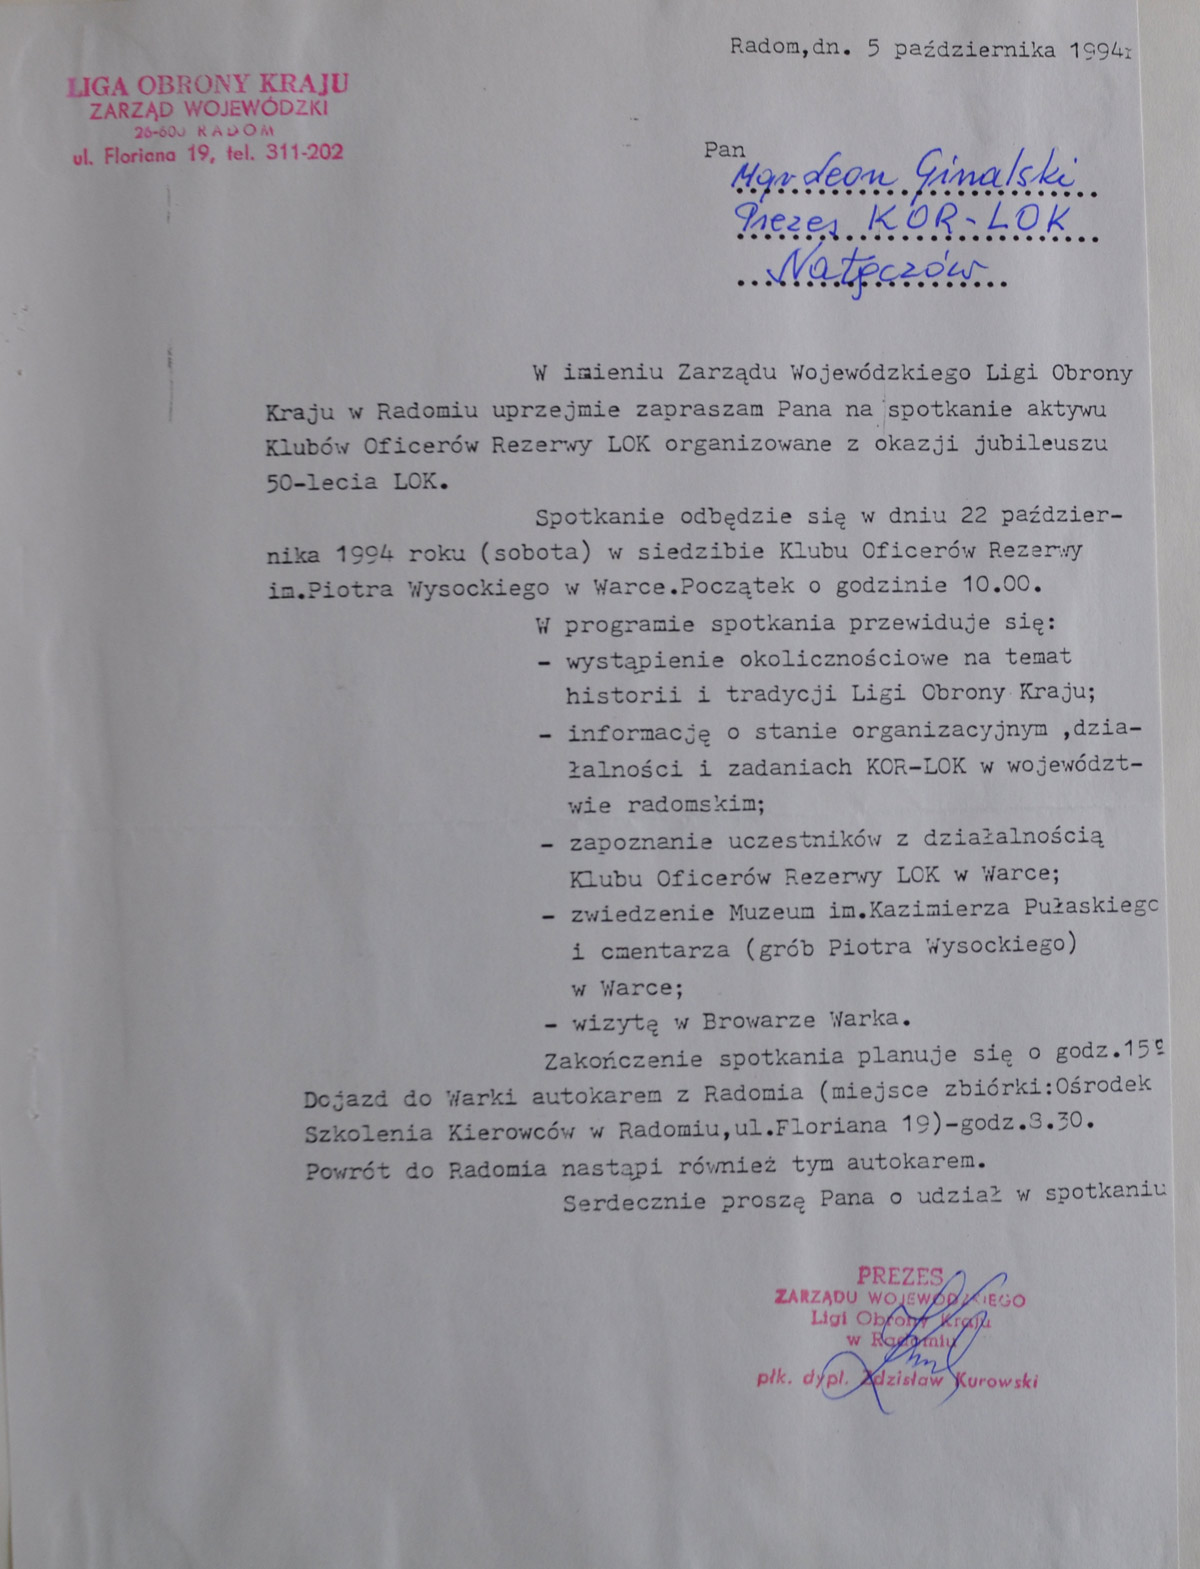 Radom,dn. 5 października 1994r
LIGA OBRONY KRAJU
ZARZĄD WOJEWÓDZKI
26-600 RADOM
ul. Floriana 19, tel. 311-202
Pan
Mgr Leon Ginalski
Prezes KOR-LOK
Nałęczów
W imieniu Zarządu Wojewódzkiego Ligi Obrony
Kraju w Radomiu uprzejmie zapraszam Pana na spotkanie aktywu
Klubów Oficerów Rezerwy LOK organizowane z okazji jubileuszu
50-lecia LOK.
Spotkanie odbędzie się w dniu 22 paździer-
nika 1994 roku (sobota) w siedzibie Klubu Oficerów Rezerwy
im.Piotra Wysockiego w Warce.Początek o godzinie 10.00.
W programie spotkania przewiduje się:
- wystąpienie okolicznościowe na temat
historii i tradycji Ligi Obrony Kraju;
- informację o stanie organizacyjnym ,dzia-
łalności i zadaniach KOR-LOK w województ-
wie radomskim;
- zapoznanie uczestników z działalnością
Klubu Oficerów Rezerwy LOK w Warce;
- zwiedzenie Muzeum im.Kazimierza Pułaskiego
i cmentarza (grób Piotra Wysockiego)
w Warce;
- wizytę w Browarze Warka.
Zakończenie spotkania planuje się o godz.15
Dojazd do Warki autokarem z Radomia (miejsce zbiórki:Ośrodek
Szkolenia Kierowców w Radomiu,ul.Floriana 19)-godz.8.30.
Powrót do Radomia nastąpi również tym autokarem.
Serdecznie proszę Pana o udział w spotkaniu
PREZES
ZARZĄDU WOJEWÓDZKIEGO
Ligi Obrony Kraju
w Radomiu
płk. dypl. Zdzisław Kurowski